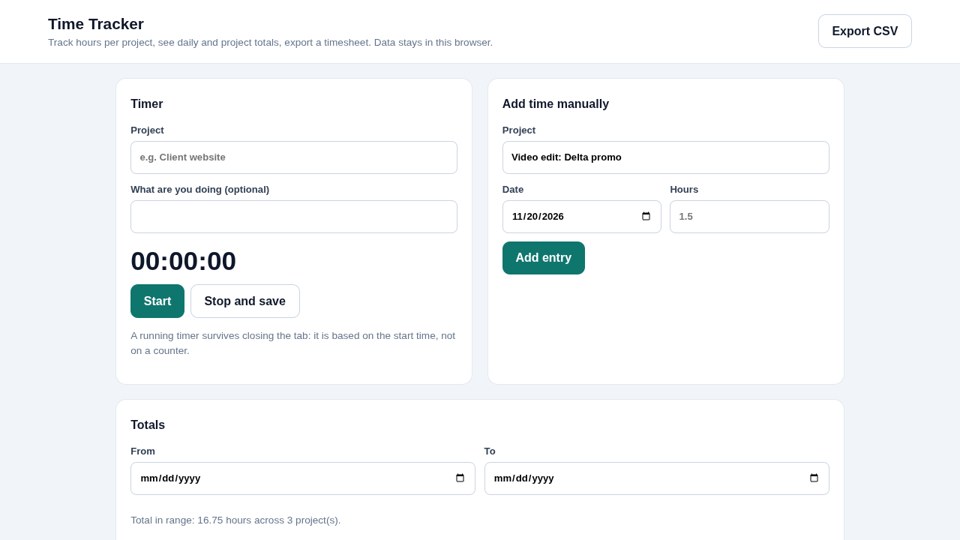 Time Tracker
Track hours per project, see daily and project totals, export a timesheet. Data stays in this browser.
Export CSV
Timer
Project
e.g. Client website
What are you doing (optional)
00:00:00
Start
Stop and save
A running timer survives closing the tab: it is based on the start time, not
on a counter.
Add time manually
Project
Video edit: Delta promo
Date
Hours
11/20/2026
1.5
Add entry
Totals
From
To
mm/dd/yyyy
mm/dd/yyyy
Total in range: 16.75 hours across 3 project(s).